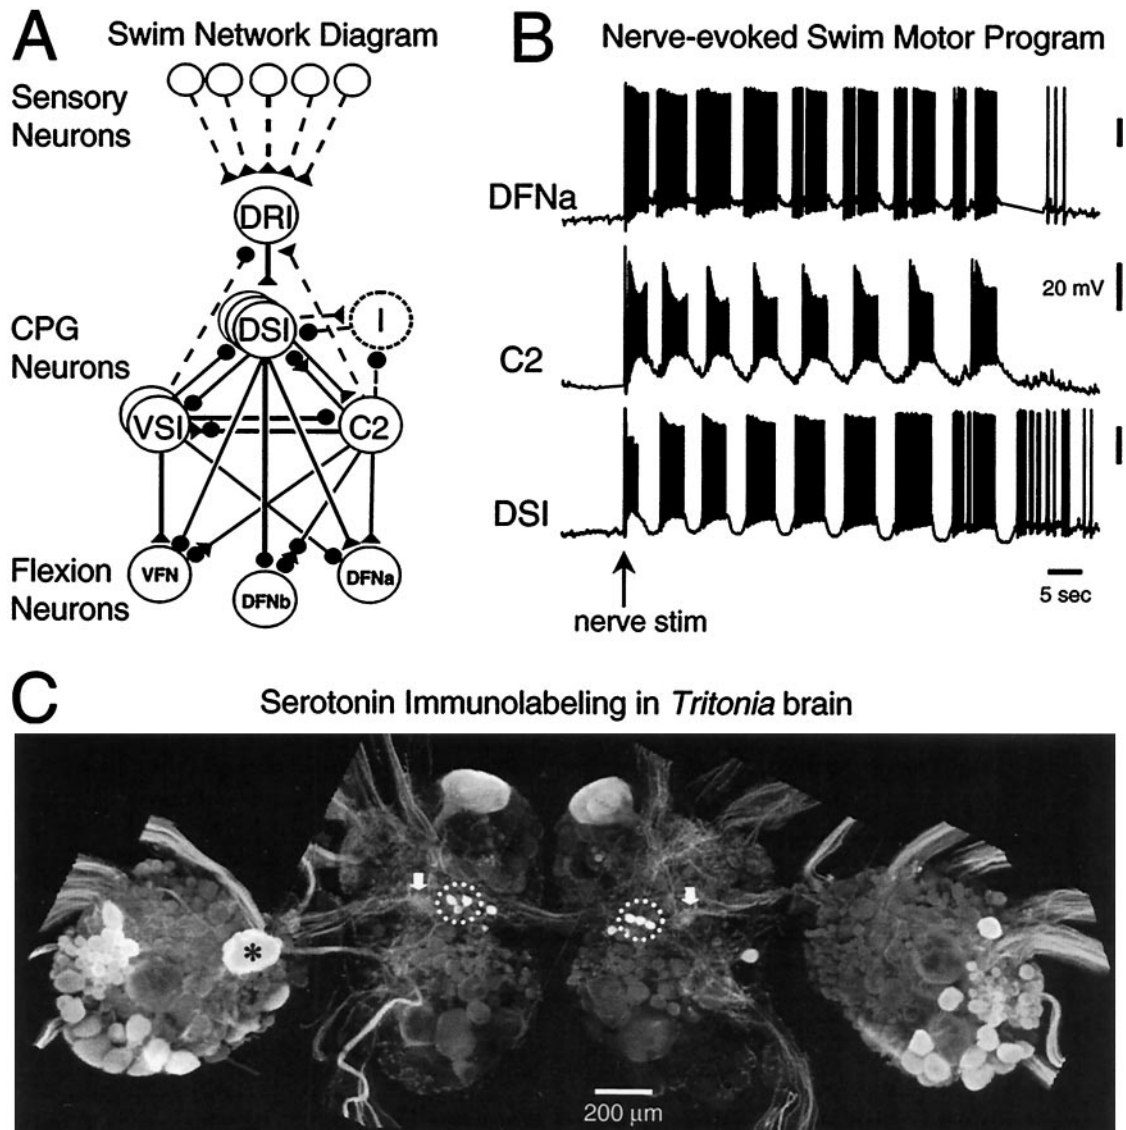 A
Swim Network Diagram
Sensory
Neurons
DRI
CPG
Neurons
DSI
I
VSI
C2
Flexion
Neurons
VFN
DFNb
DFNa
B
Nerve-evoked Swim Motor Program
DFNa
C2
20 mV
DSI
5 sec
nerve stim
C
Serotonin Immunolabeling in Tritonia brain
*
200 µm